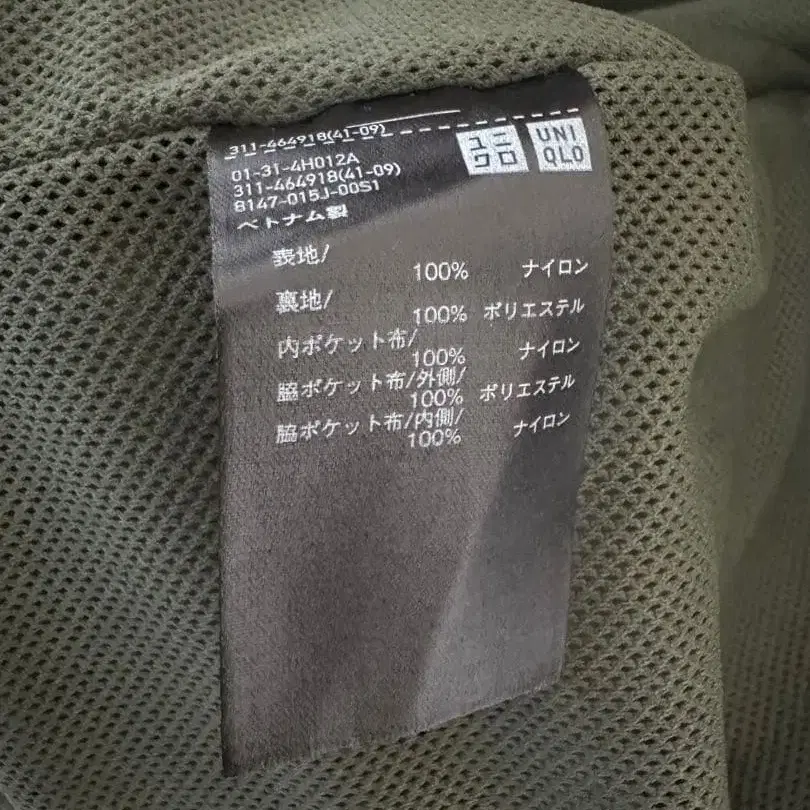 311-464918(41-09)
ユニ
クロ
UNI
QLO
01-31-4H012A
311-464918(41-09)
8147-015J-00S1
ベトナム製
表地/
100% ナイロン
裏地/
100% ポリエステル
内ポケット布/
100% ナイロン
脇ポケット布/外側/
100% ポリエステル
脇ポケット布/内側/
100% ナイロン